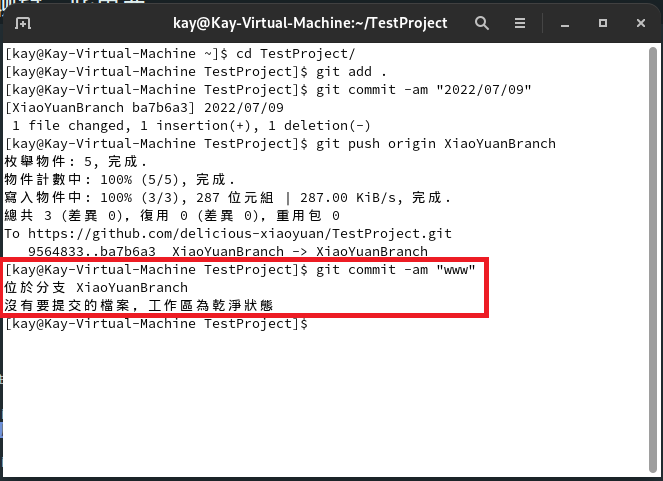 kay@Kay-Virtual-Machine:~/TestProject
[kay@Kay-Virtual-Machine ~]$ cd TestProject/
[kay@Kay-Virtual-Machine TestProject]$ git add .
[kay@Kay-Virtual-Machine TestProject]$ git commit -am "2022/07/09"
[XiaoYuanBranch ba7b6a3] 2022/07/09
 1 file changed, 1 insertion(+), 1 deletion(-)
[kay@Kay-Virtual-Machine TestProject]$ git push origin XiaoYuanBranch
枚舉物件: 5, 完成.
物件計數中: 100% (5/5), 完成.
寫入物件中: 100% (3/3), 287 位元組 | 287.00 KiB/s, 完成.
總共 3 (差異 0), 復用 0 (差異 0), 重用包 0
To https://github.com/delicious-xiaoyuan/TestProject.git
   9564833..ba7b6a3  XiaoYuanBranch -> XiaoYuanBranch
[kay@Kay-Virtual-Machine TestProject]$ git commit -am "www"
位於分支 XiaoYuanBranch
沒有要提交的檔案，工作區為乾淨狀態
[kay@Kay-Virtual-Machine TestProject]$